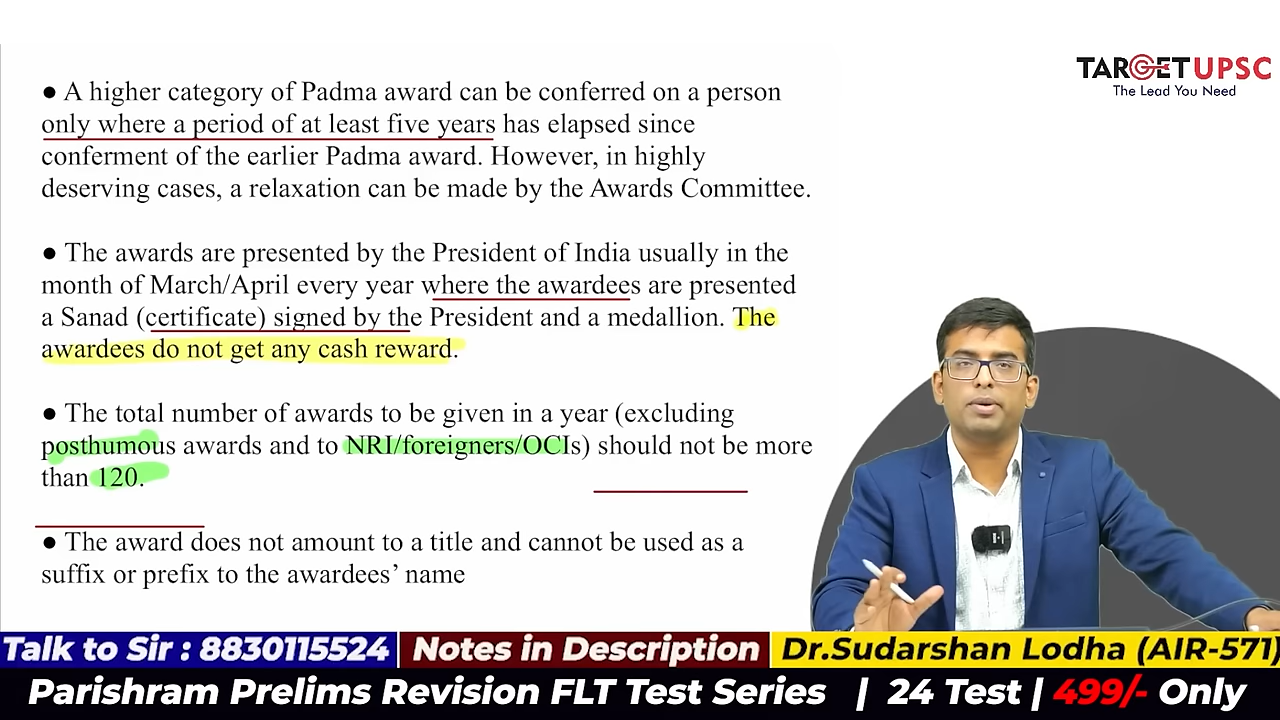 TARGET UPSC
The Lead You Need
● A higher category of Padma award can be conferred on a person
only where a period of at least five years has elapsed since
conferment of the earlier Padma award. However, in highly
deserving cases, a relaxation can be made by the Awards Committee.
● The awards are presented by the President of India usually in the
month of March/April every year where the awardees are presented
a Sanad (certificate) signed by the President and a medallion. The
awardees do not get any cash reward.
● The total number of awards to be given in a year (excluding
posthumous awards and to NRI/foreigners/OCIs) should not be more
than 120.
● The award does not amount to a title and cannot be used as a
suffix or prefix to the awardees’ name
Talk to Sir : 8830115524 Notes in Description Dr.Sudarshan Lodha (AIR-571)
Parishram Prelims Revision FLT Test Series | 24 Test | 499/- Only